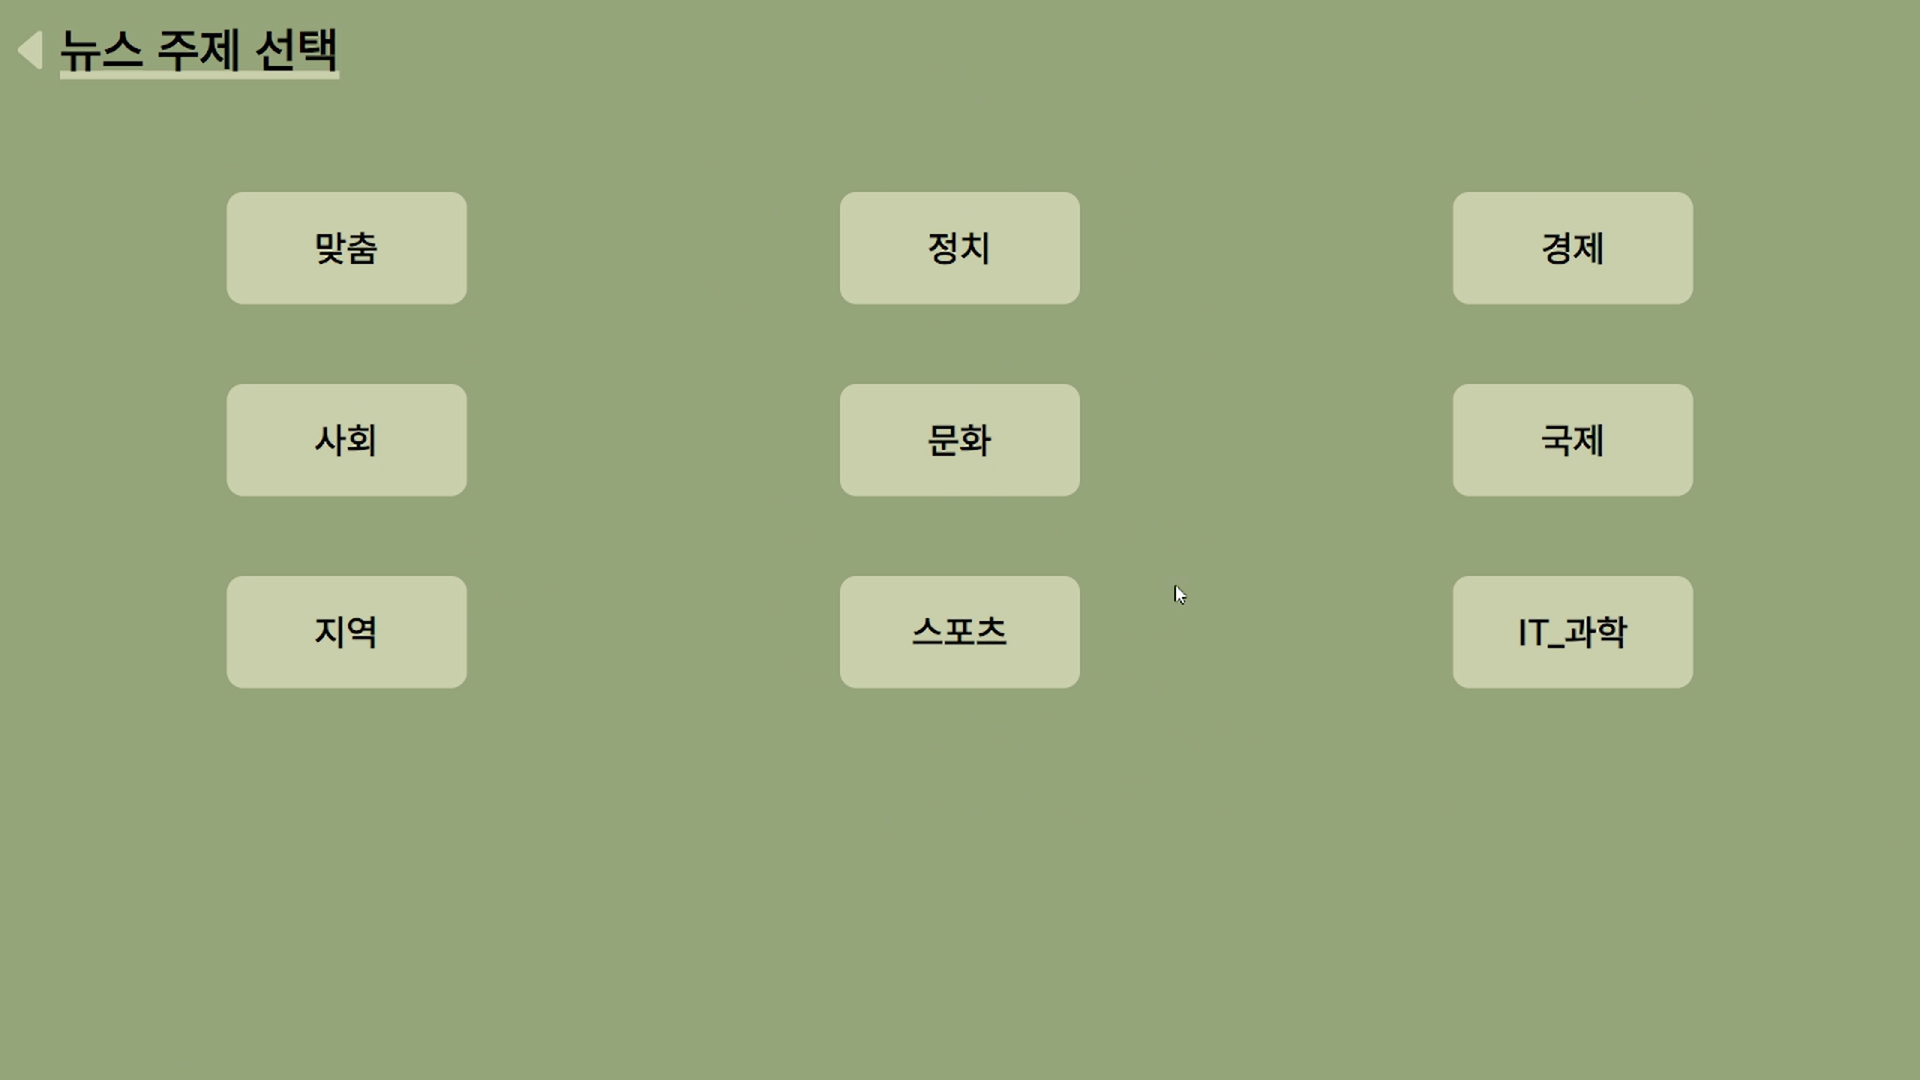 뉴스 주제 선택
맞춤
정치
경제
사회
문화
국제
지역
스포츠
IT_과학